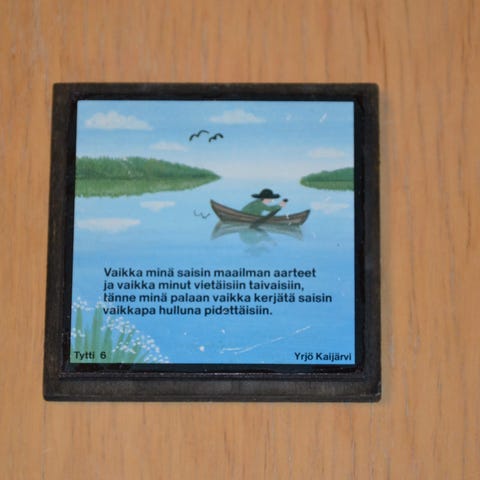 Vaikka minä saisin maailman aarteet
ja vaikka minut vietäisiin taivaisiin,
tänne minä palaan vaikka kerjätä saisin
vaikkapa hulluna pidettäisiin.
Tytti 6
Yrjö Kaijärvi